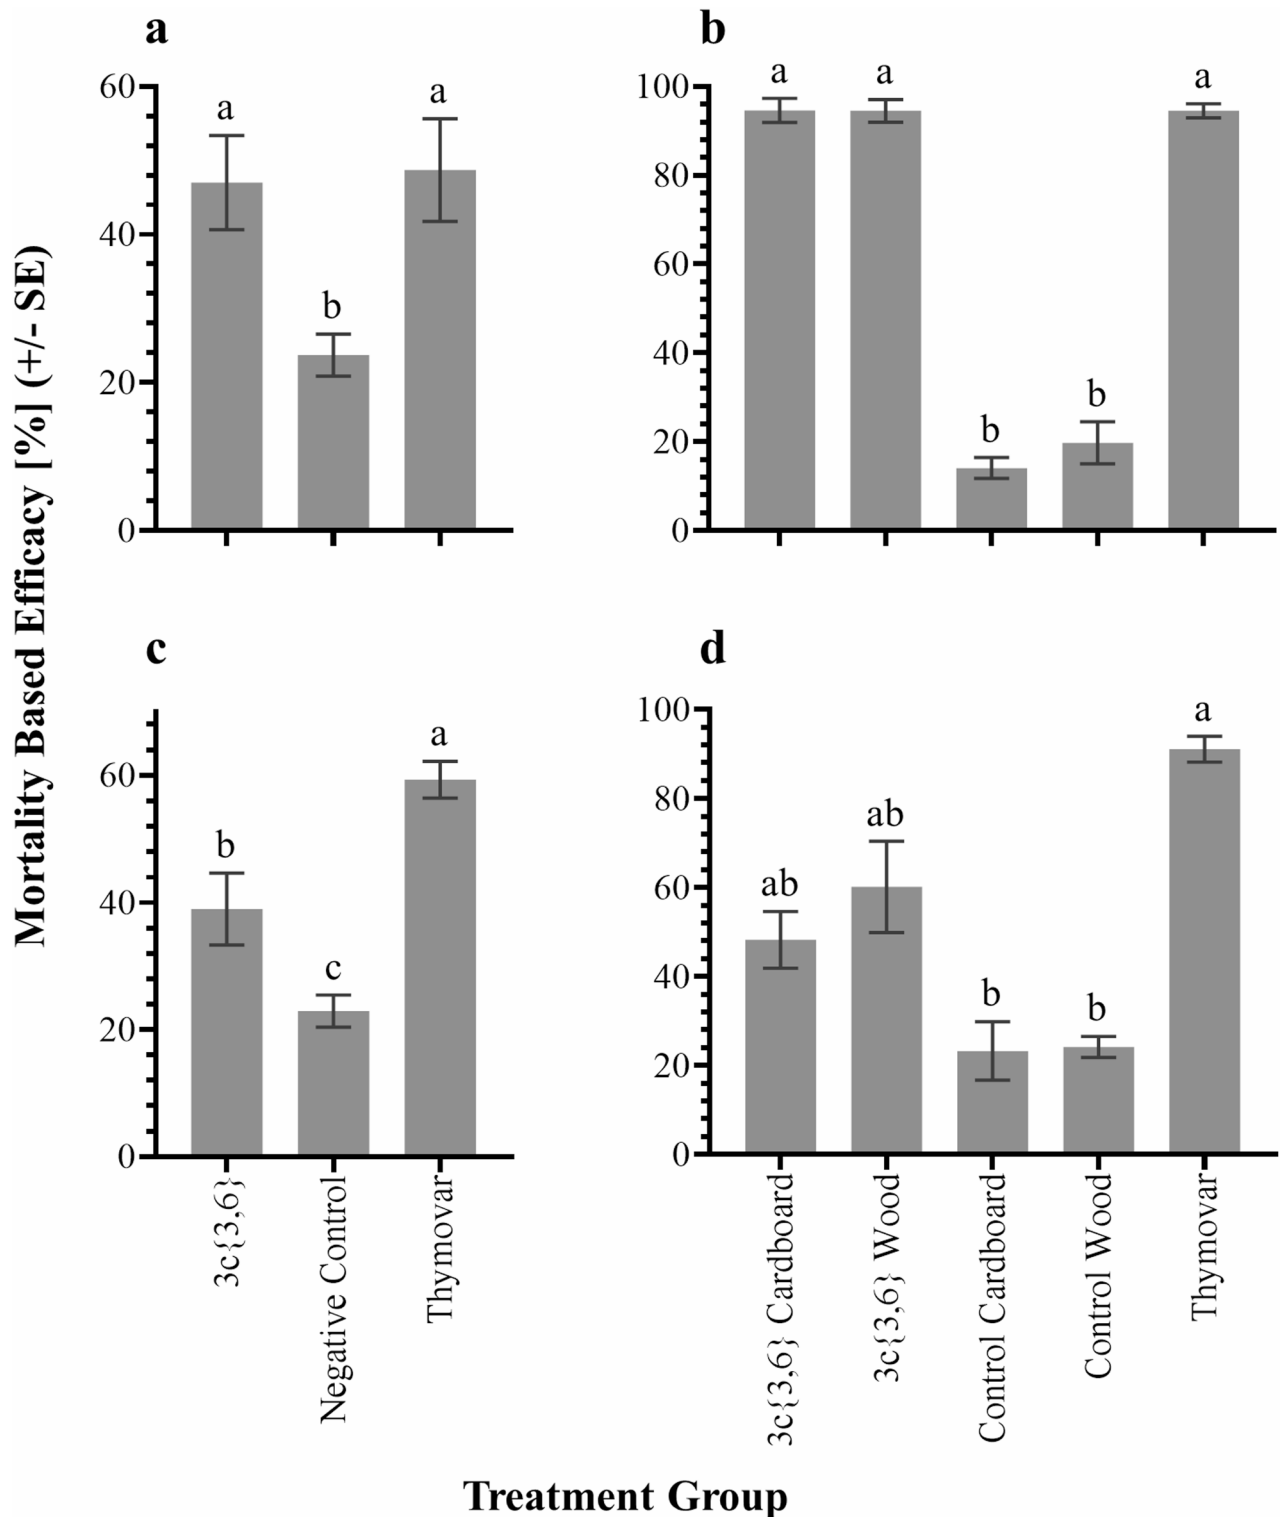 a
60
40
20
0
a
b
a
b
100
80
60
40
20
0
a
a
b
b
a
Mortality Based Efficacy [%] (+/- SE)
c
60
40
20
0
b
c
a
3c{3,6}
Negative Control
Thymovar
d
100
80
60
40
20
0
ab
ab
b
b
a
3c{3,6} Cardboard
3c{3,6} Wood
Control Cardboard
Control Wood
Thymovar
Treatment Group